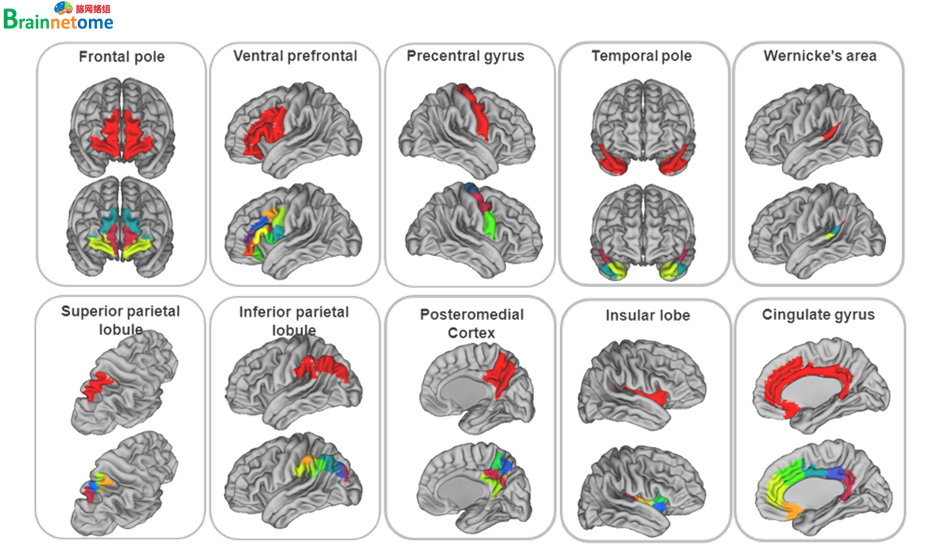 脑网络组
Brainnetome
Frontal pole
Ventral prefrontal
Precentral gyrus
Temporal pole
Wernicke's area
Superior parietal
lobule
Inferior parietal
lobule
Posteromedial
Cortex
Insular lobe
Cingulate gyrus